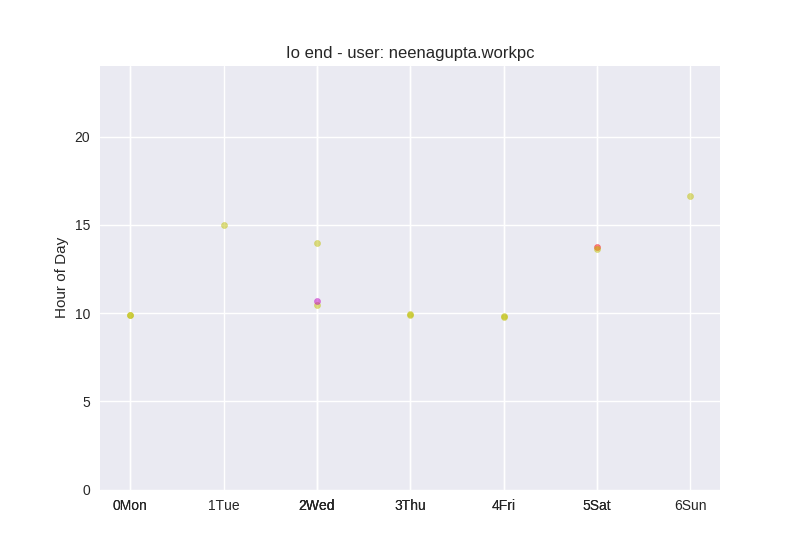 Io end - user: neenagupta.workpc
20
15
10
5
0
Hour of Day
0Mon 1Tue 2Wed 3Thu 4Fri 5Sat 6Sun